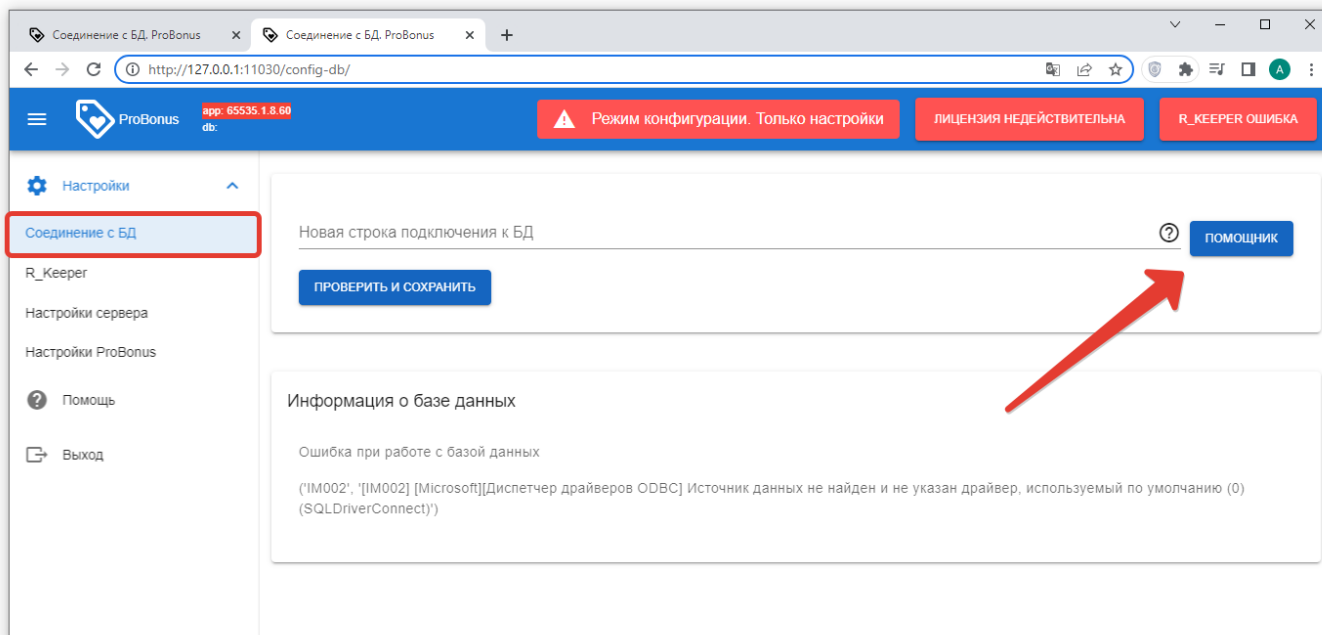 Соединение с БД. ProBonus
Соединение с БД. ProBonus
http://127.0.0.1:11030/config-db/
A
ProBonus
app: 65535.1.8.60
db:
Режим конфигурации. Только настройки
ЛИЦЕНЗИЯ НЕДЕЙСТВИТЕЛЬНА
R_KEEPER ОШИБКА
Настройки
Соединение с БД
R_Keeper
Настройки сервера
Настройки ProBonus
Помощь
Выход
Новая строка подключения к БД
ПОМОЩНИК
ПРОВЕРИТЬ И СОХРАНИТЬ
Информация о базе данных
Ошибка при работе с базой данных
('IM002', '[IM002] [Microsoft][Диспетчер драйверов ODBC] Источник данных не найден и не указан драйвер, используемый по умолчанию (0)
(SQLDriverConnect)')